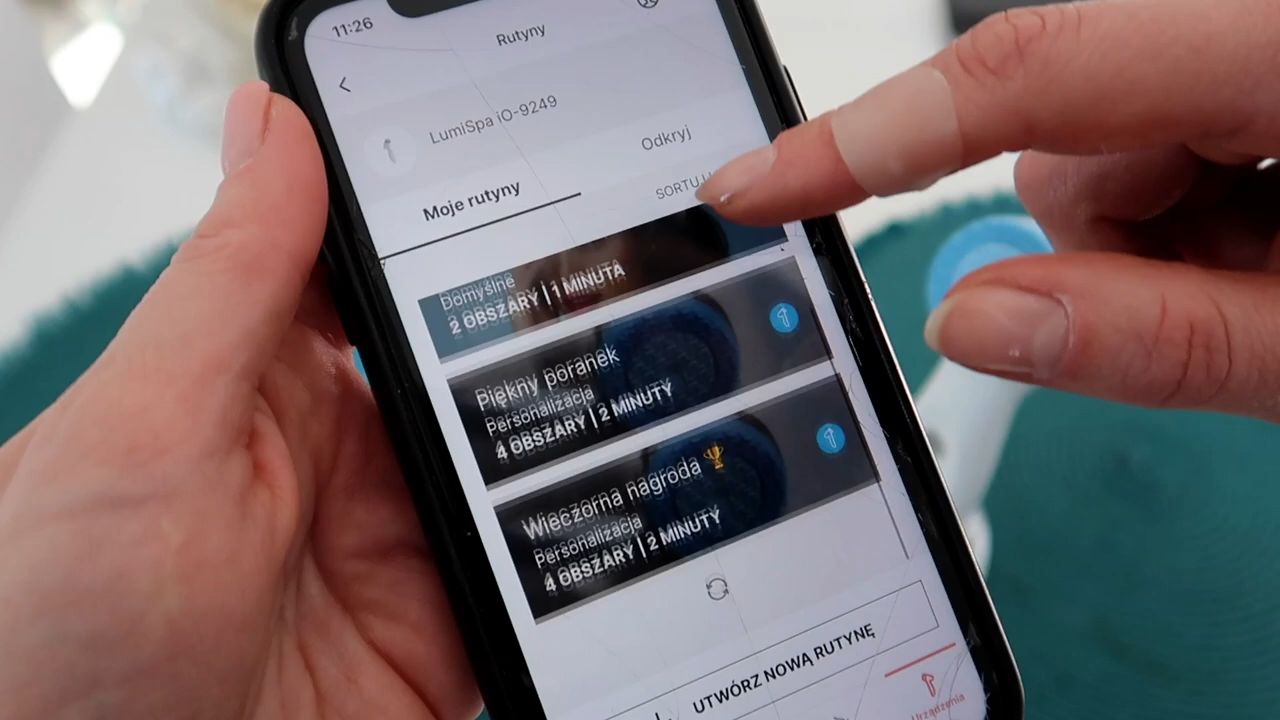 11:26
Rutyny
LumiSpa iO-9249
Moje rutyny
Odkryj
SORTUJ
Domyślne
2 OBSZARY | 1 MINUTA
Piękny poranek
Personalizacja
4 OBSZARY | 2 MINUTY
Wieczorna nagroda 🏆
Personalizacja
4 OBSZARY | 2 MINUTY
UTWÓRZ NOWĄ RUTYNĘ
Urządzenia